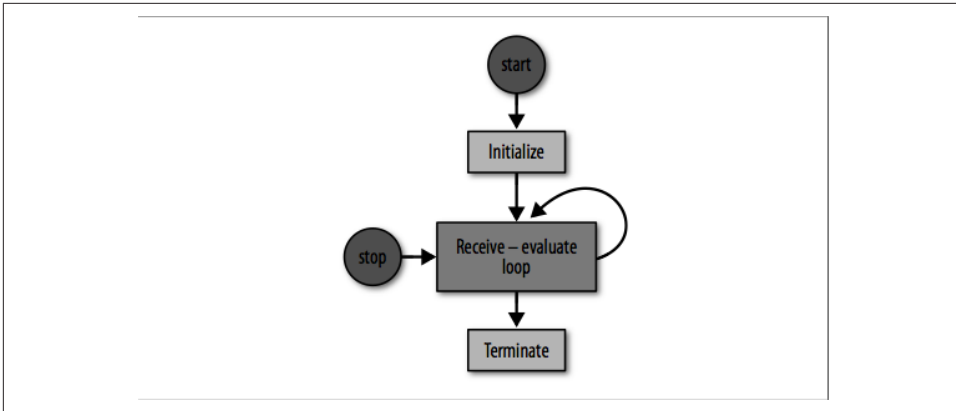 start
Initialize
Receive – evaluate
loop
stop
Terminate